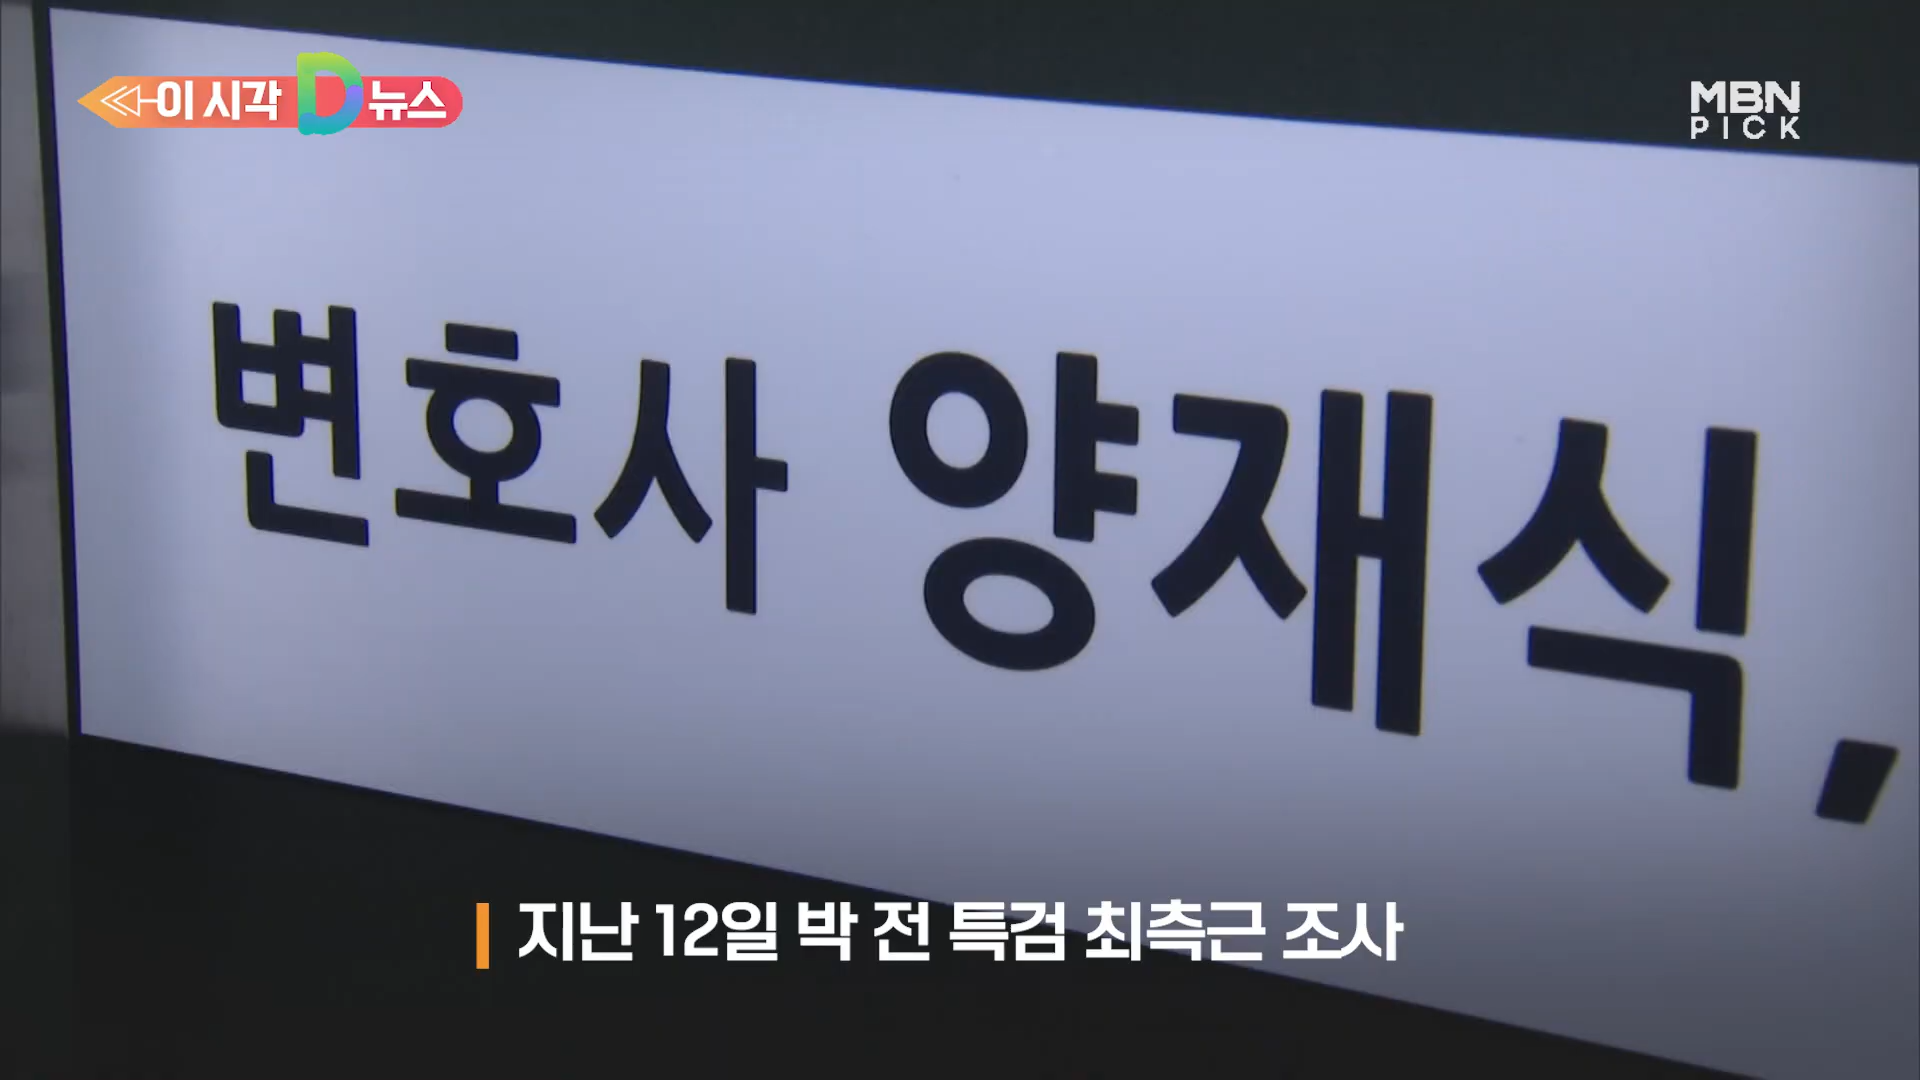 이 시각 D 뉴스
MBN
PICK
변호사 양재식,
지난 12일 박 전 특검 최측근 조사